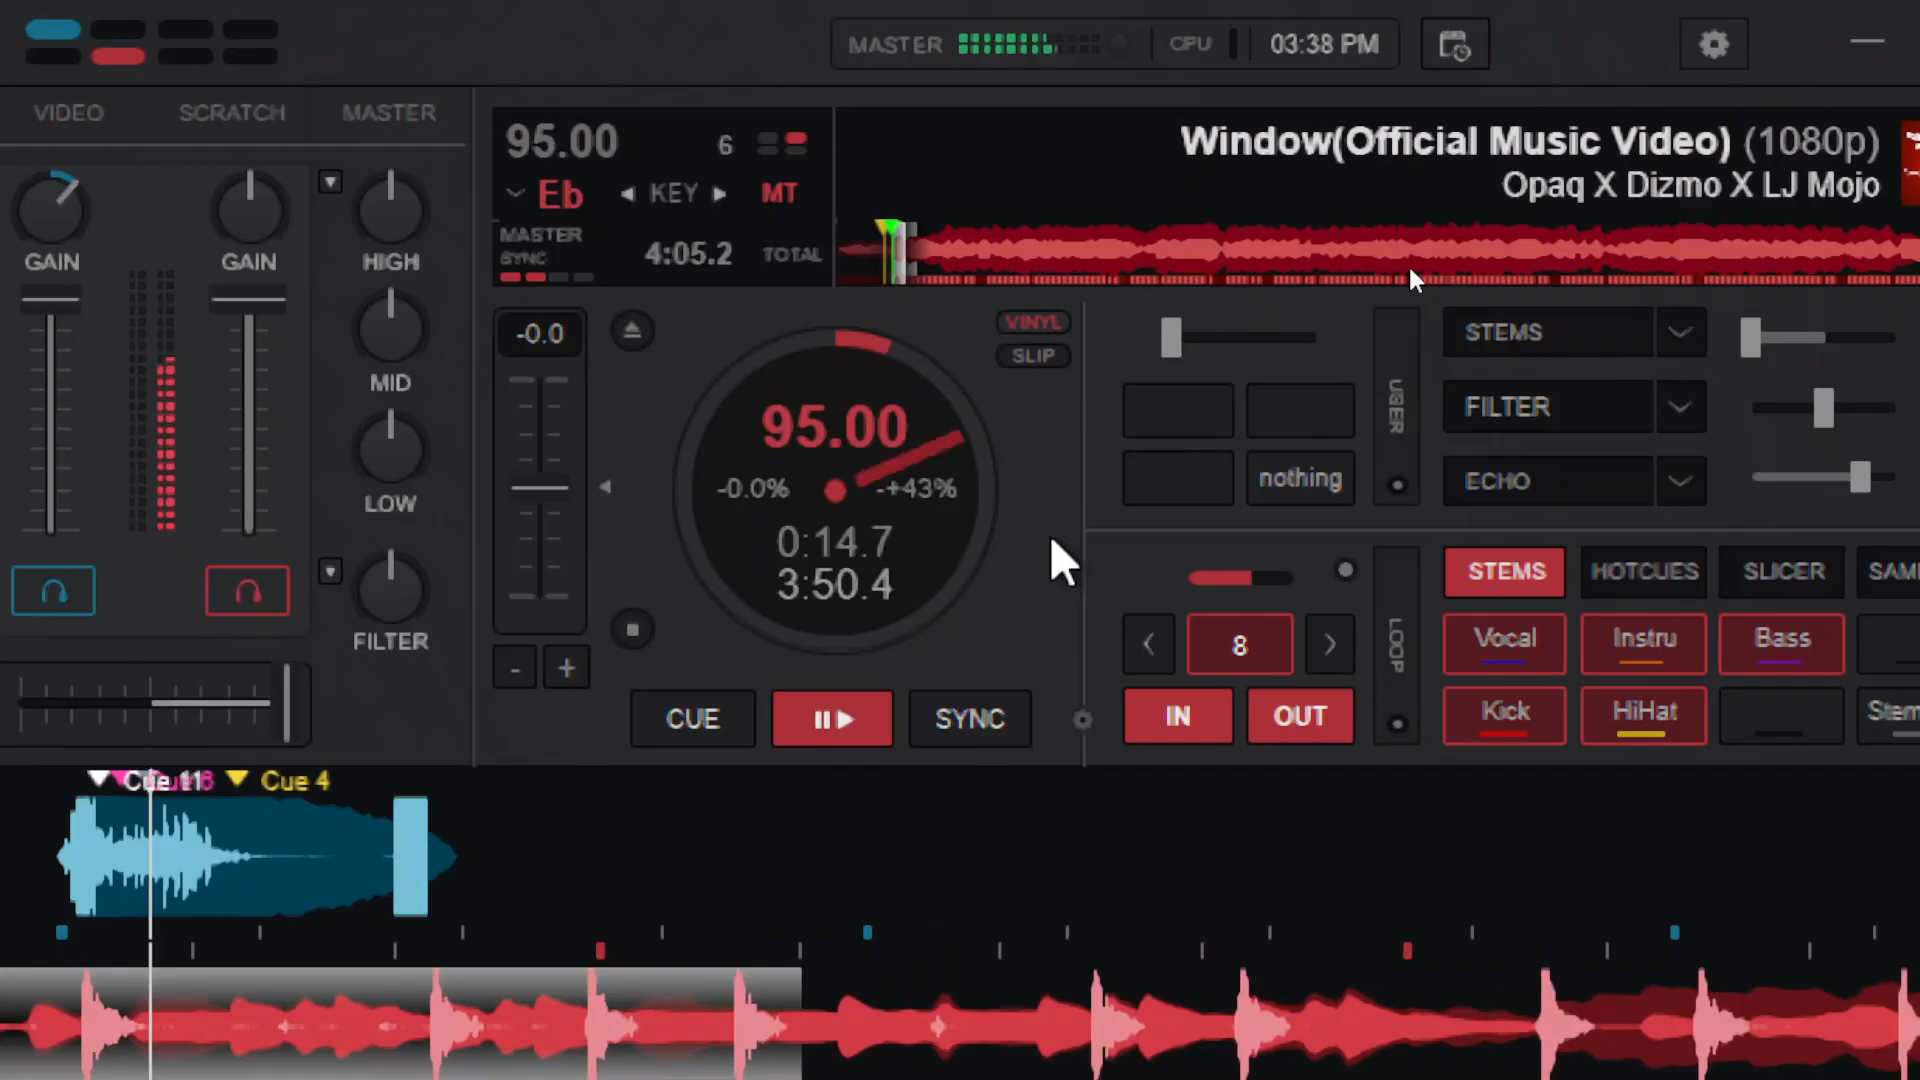 MASTER
CPU
03:38 PM
VIDEO
SCRATCH
MASTER
95.00
6
Eb
KEY
MT
MASTER
SYNC
4:05.2
TOTAL
Window(Official Music Video) (1080p)
Opaq X Dizmo X LJ Mojo
GAIN
GAIN
HIGH
MID
LOW
FILTER
-0.0
- +
VINYL
SLIP
95.00
-0.0%
-+43%
0:14.7
3:50.4
CUE
SYNC
nothing
USER
STEMS
FILTER
ECHO
8
LOOP
IN
OUT
STEMS
HOTCUES
SLICER
SAM
Vocal
Instru
Bass
Kick
HiHat
Stem
Cue 4